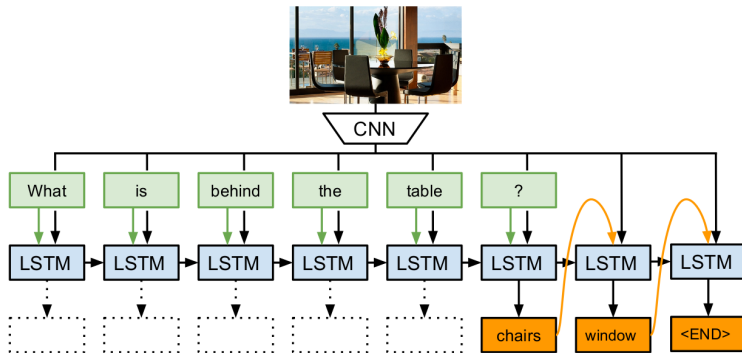 CNN
What is behind the table ?
LSTM LSTM LSTM LSTM LSTM LSTM LSTM LSTM
chairs window <END>